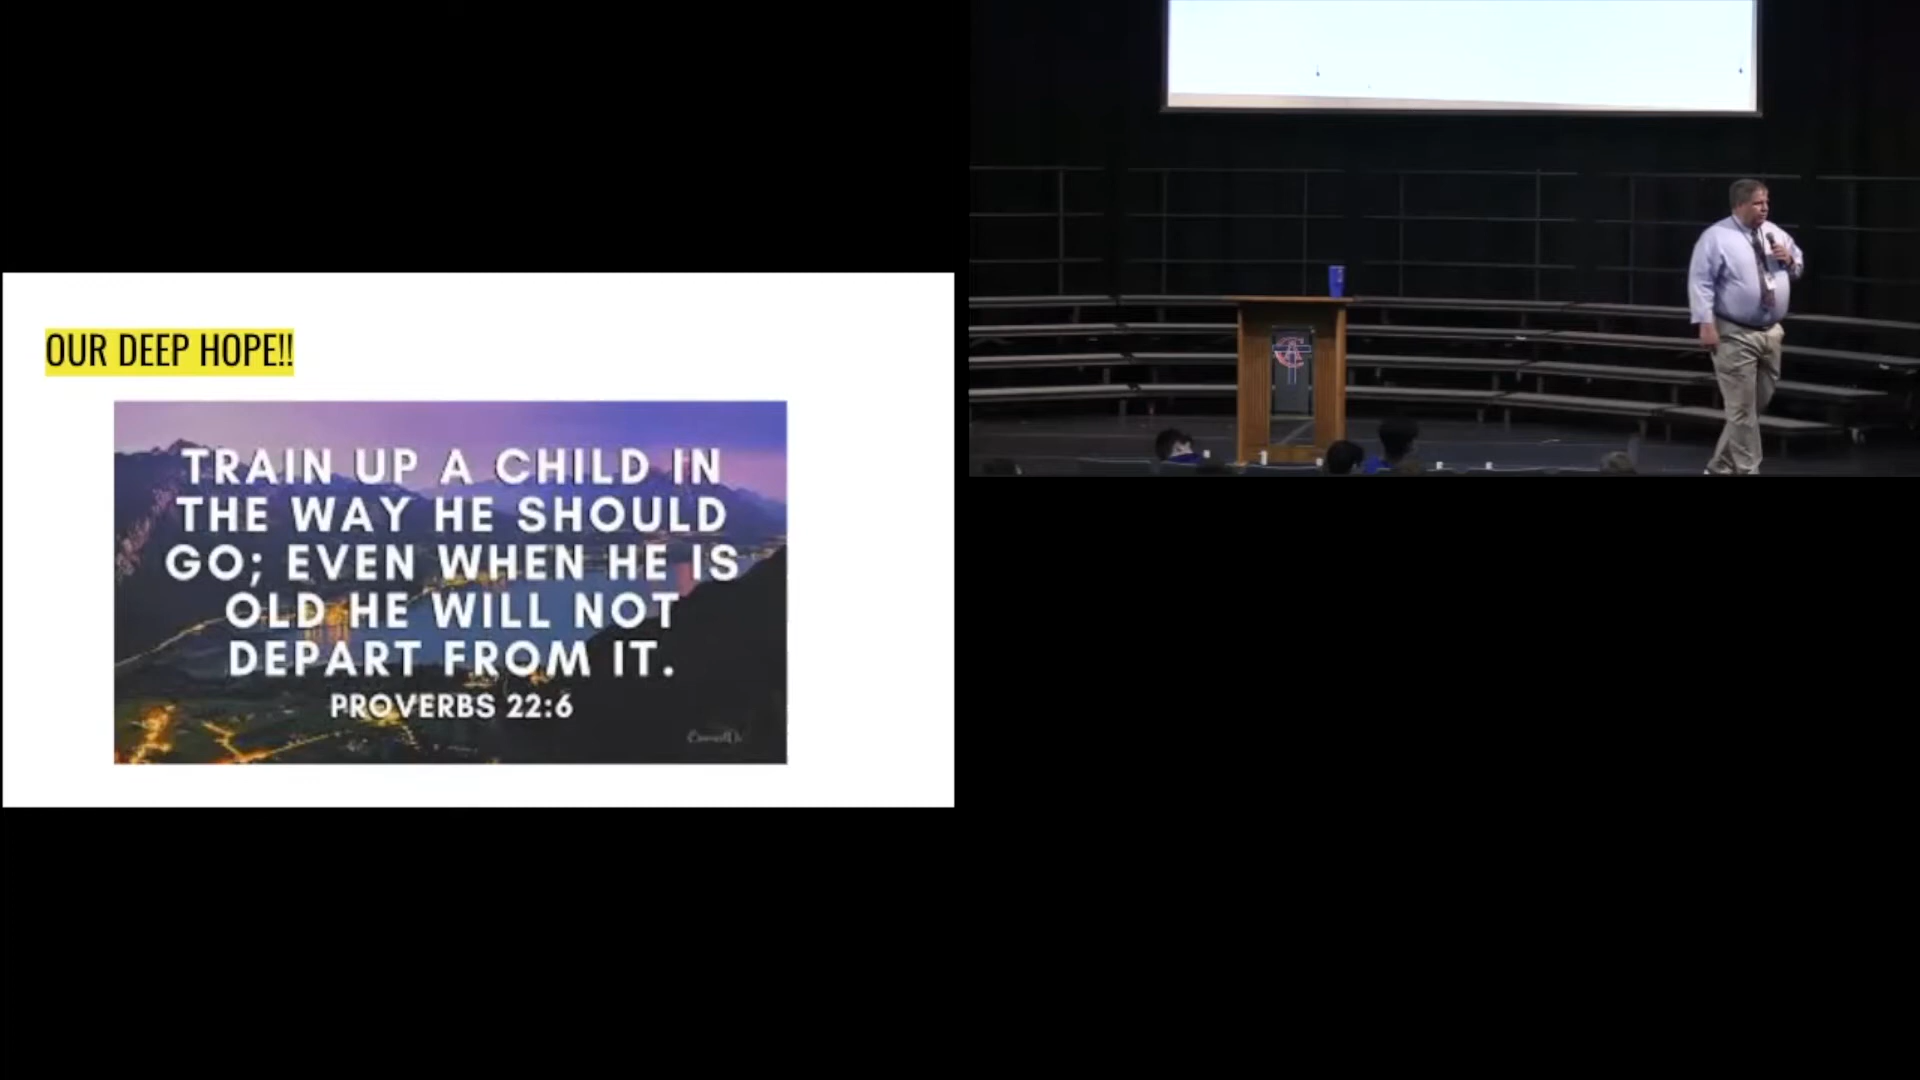 OUR DEEP HOPE!!
TRAIN UP A CHILD IN
THE WAY HE SHOULD
GO; EVEN WHEN HE IS
OLD HE WILL NOT
DEPART FROM IT.
PROVERBS 22:6